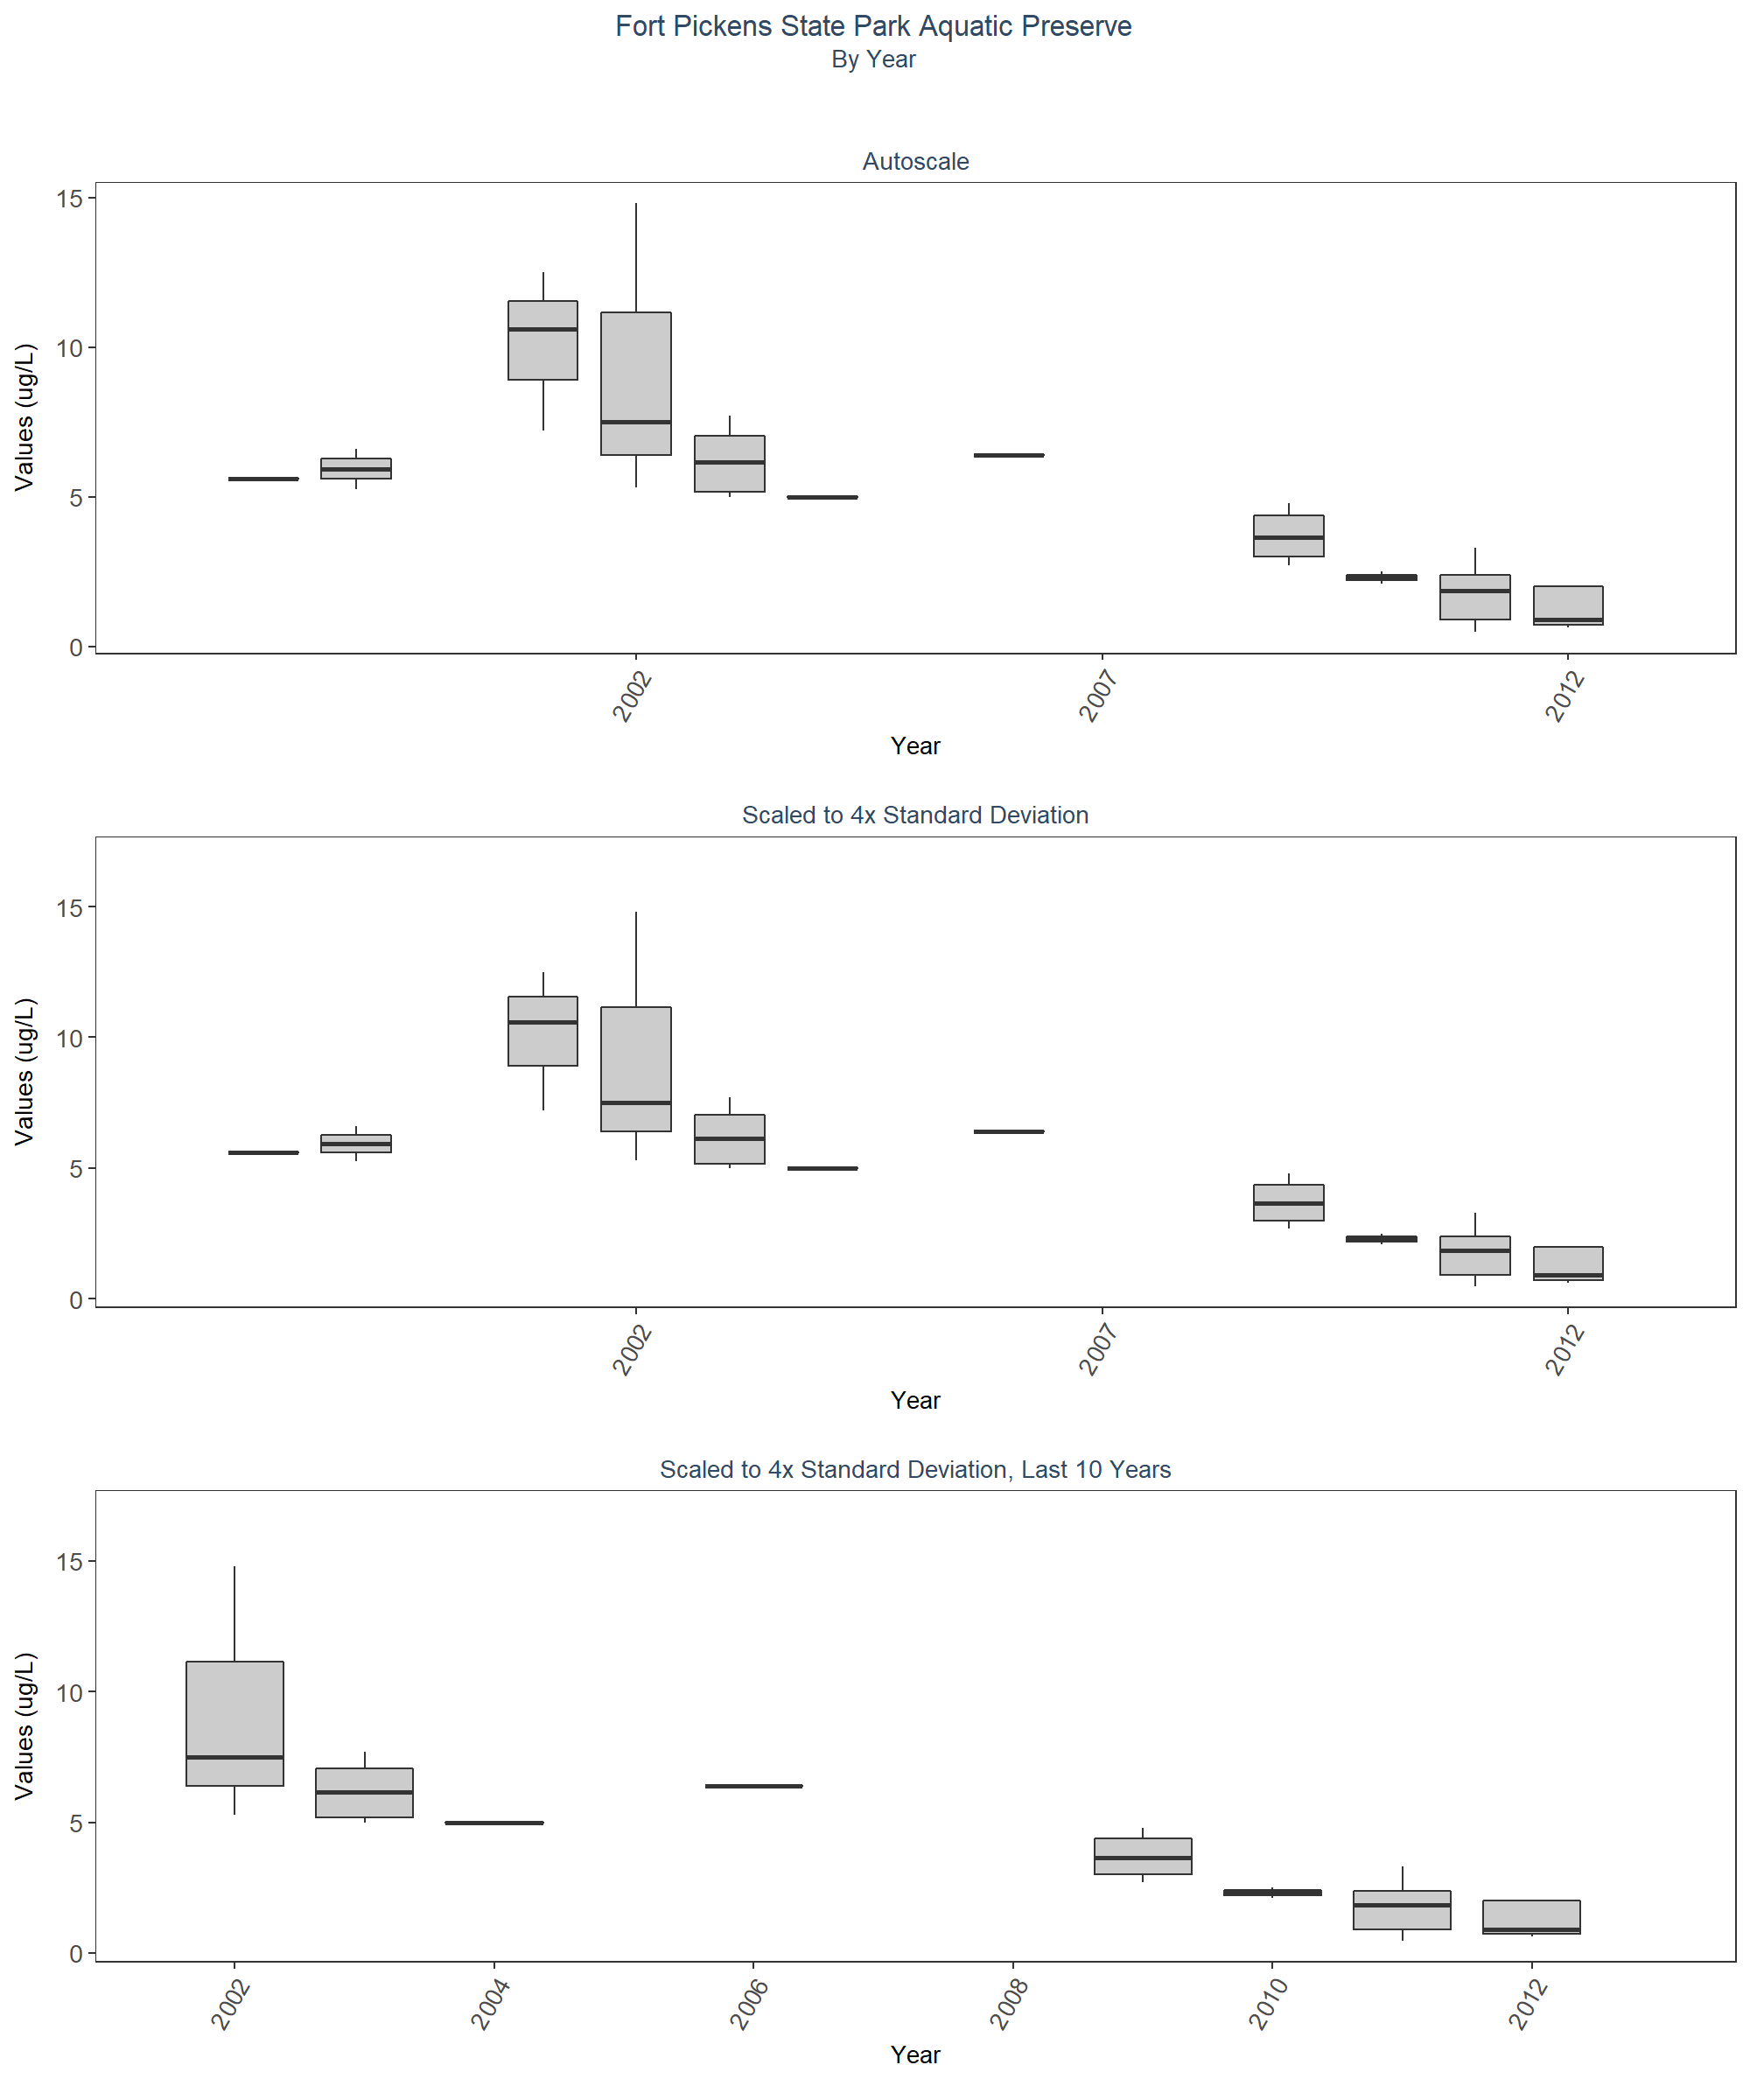 Fort Pickens State Park Aquatic Preserve
By Year
Autoscale
Values (ug/L)
15
10
5
0
2002 2007 2012
Year
Scaled to 4x Standard Deviation
Values (ug/L)
15
10
5
0
2002 2007 2012
Year
Scaled to 4x Standard Deviation, Last 10 Years
Values (ug/L)
15
10
5
0
2002 2004 2006 2008 2010 2012
Year